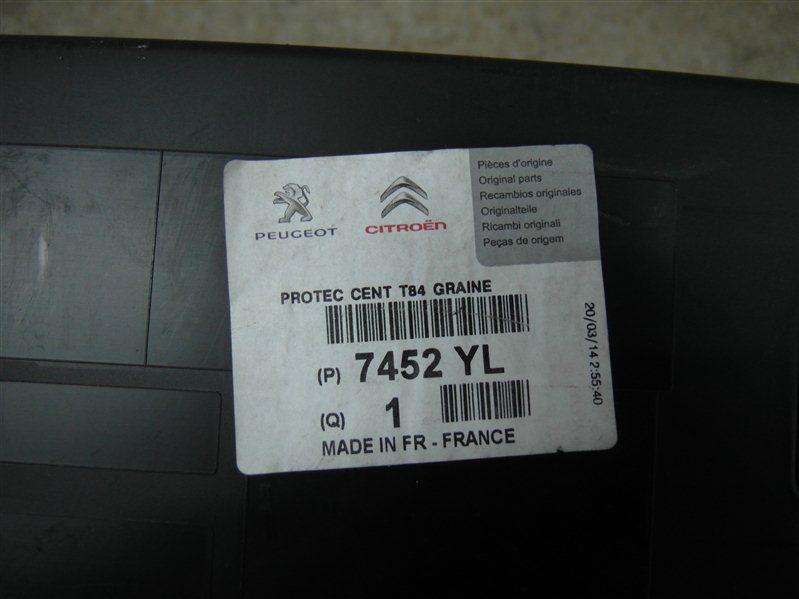 PEUGEOT
CITROËN
Pièces d'origine
Original parts
Recambios originales
Originalteile
Ricambi originali
Peças de origem
PROTEC CENT T84 GRAINE
(P) 7452 YL
(Q) 1
MADE IN FR - FRANCE
20/03/14 2:55:40